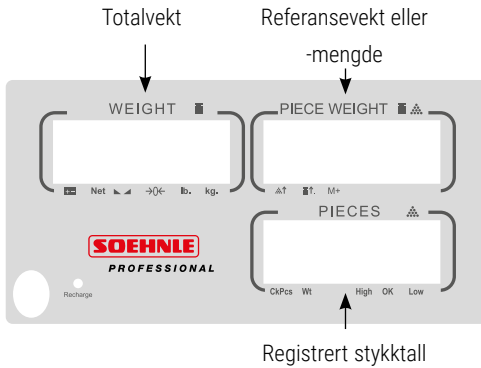 Totalvekt
Referansevekt eller
-mengde
WEIGHT
PIECE WEIGHT
Net →0← lb. kg.
M+
PIECES
SOEHNLE
PROFESSIONAL
Recharge
CkPcs Wt High OK Low
Registrert stykktall